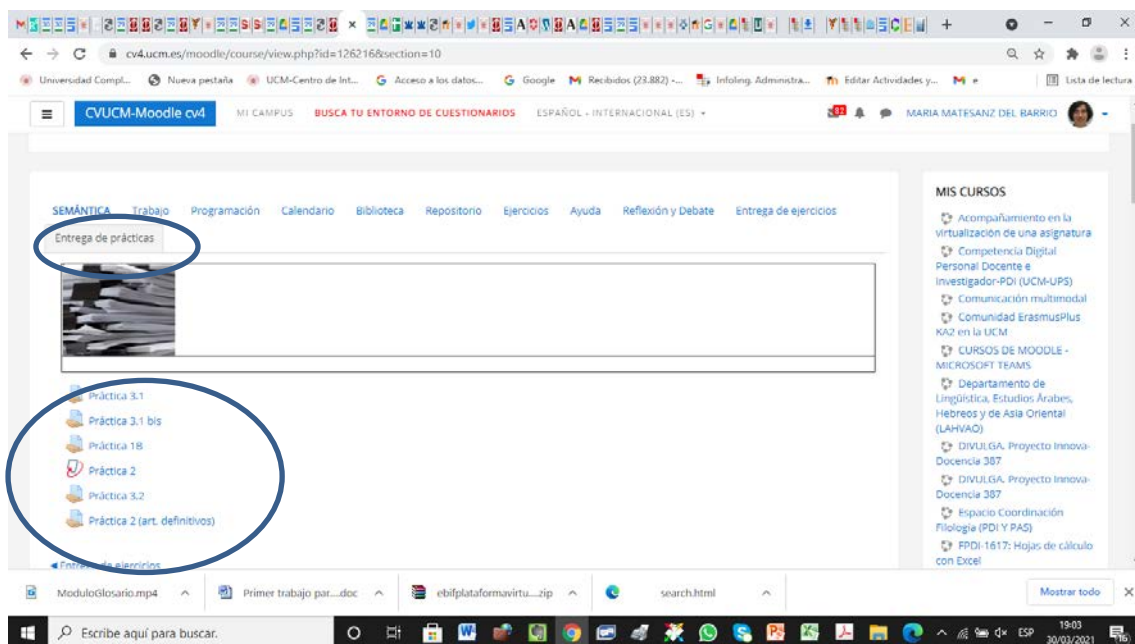 cv4.ucm.es/moodle/course/view.php?id=126216&section=10
Universidad Compl... Nueva pestaña UCM-Centro de Int... Acceso a los datos... Google Recibidos (23.882) -... Infoling. Administra... Editar Actividades y... e Lista de lectura
CVUCM-Moodle cv4 MI CAMPUS BUSCA TU ENTORNO DE CUESTIONARIOS ESPAÑOL - INTERNACIONAL (ES) MARIA MATESANZ DEL BARRIO
SEMÁNTICA Trabajo Programación Calendario Biblioteca Repositorio Ejercicios Ayuda Reflexión y Debate Entrega de ejercicios
Entrega de prácticas
Práctica 3.1
Práctica 3.1 bis
Práctica 1B
Práctica 2
Práctica 3.2
Práctica 2 (art. definitivos)
◄ Entrega de ejercicios
MIS CURSOS
Acompañamiento en la
virtualización de una asignatura
Competencia Digital
Personal Docente e
Investigador-PDI (UCM-UPS)
Comunicación multimodal
Comunidad ErasmusPlus
KA2 en la UCM
CURSOS DE MOODLE -
MICROSOFT TEAMS
Departamento de
Lingüística, Estudios Árabes,
Hebreos y de Asia Oriental
(LAHVAO)
DIVULGA. Proyecto Innova-
Docencia 387
DIVULGA. Proyecto Innova-
Docencia 387
Espacio Coordinación
Filología (PDI Y PAS)
FPDI-1617: Hojas de cálculo
con Excel
ModuloGlosario.mp4 Primer trabajo par....doc ebifplataformavirtu....zip search.html Mostrar todo
Escribe aquí para buscar. ESP 19:03
30/03/2021